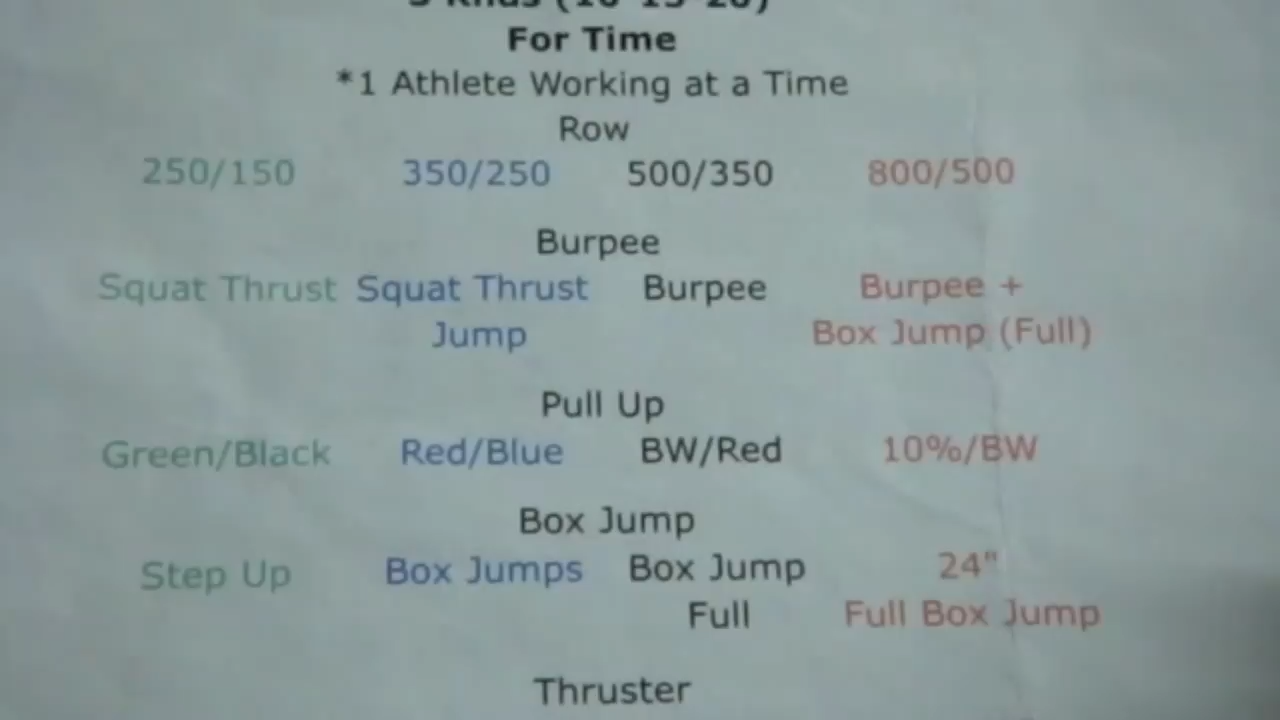 For Time
*1 Athlete Working at a Time
Row
250/150 350/250 500/350 800/500
Burpee
Squat Thrust Squat Thrust Burpee Burpee +
Jump Box Jump (Full)
Pull Up
Green/Black Red/Blue BW/Red 10%/BW
Box Jump
Step Up Box Jumps Box Jump 24"
Full Full Box Jump
Thruster